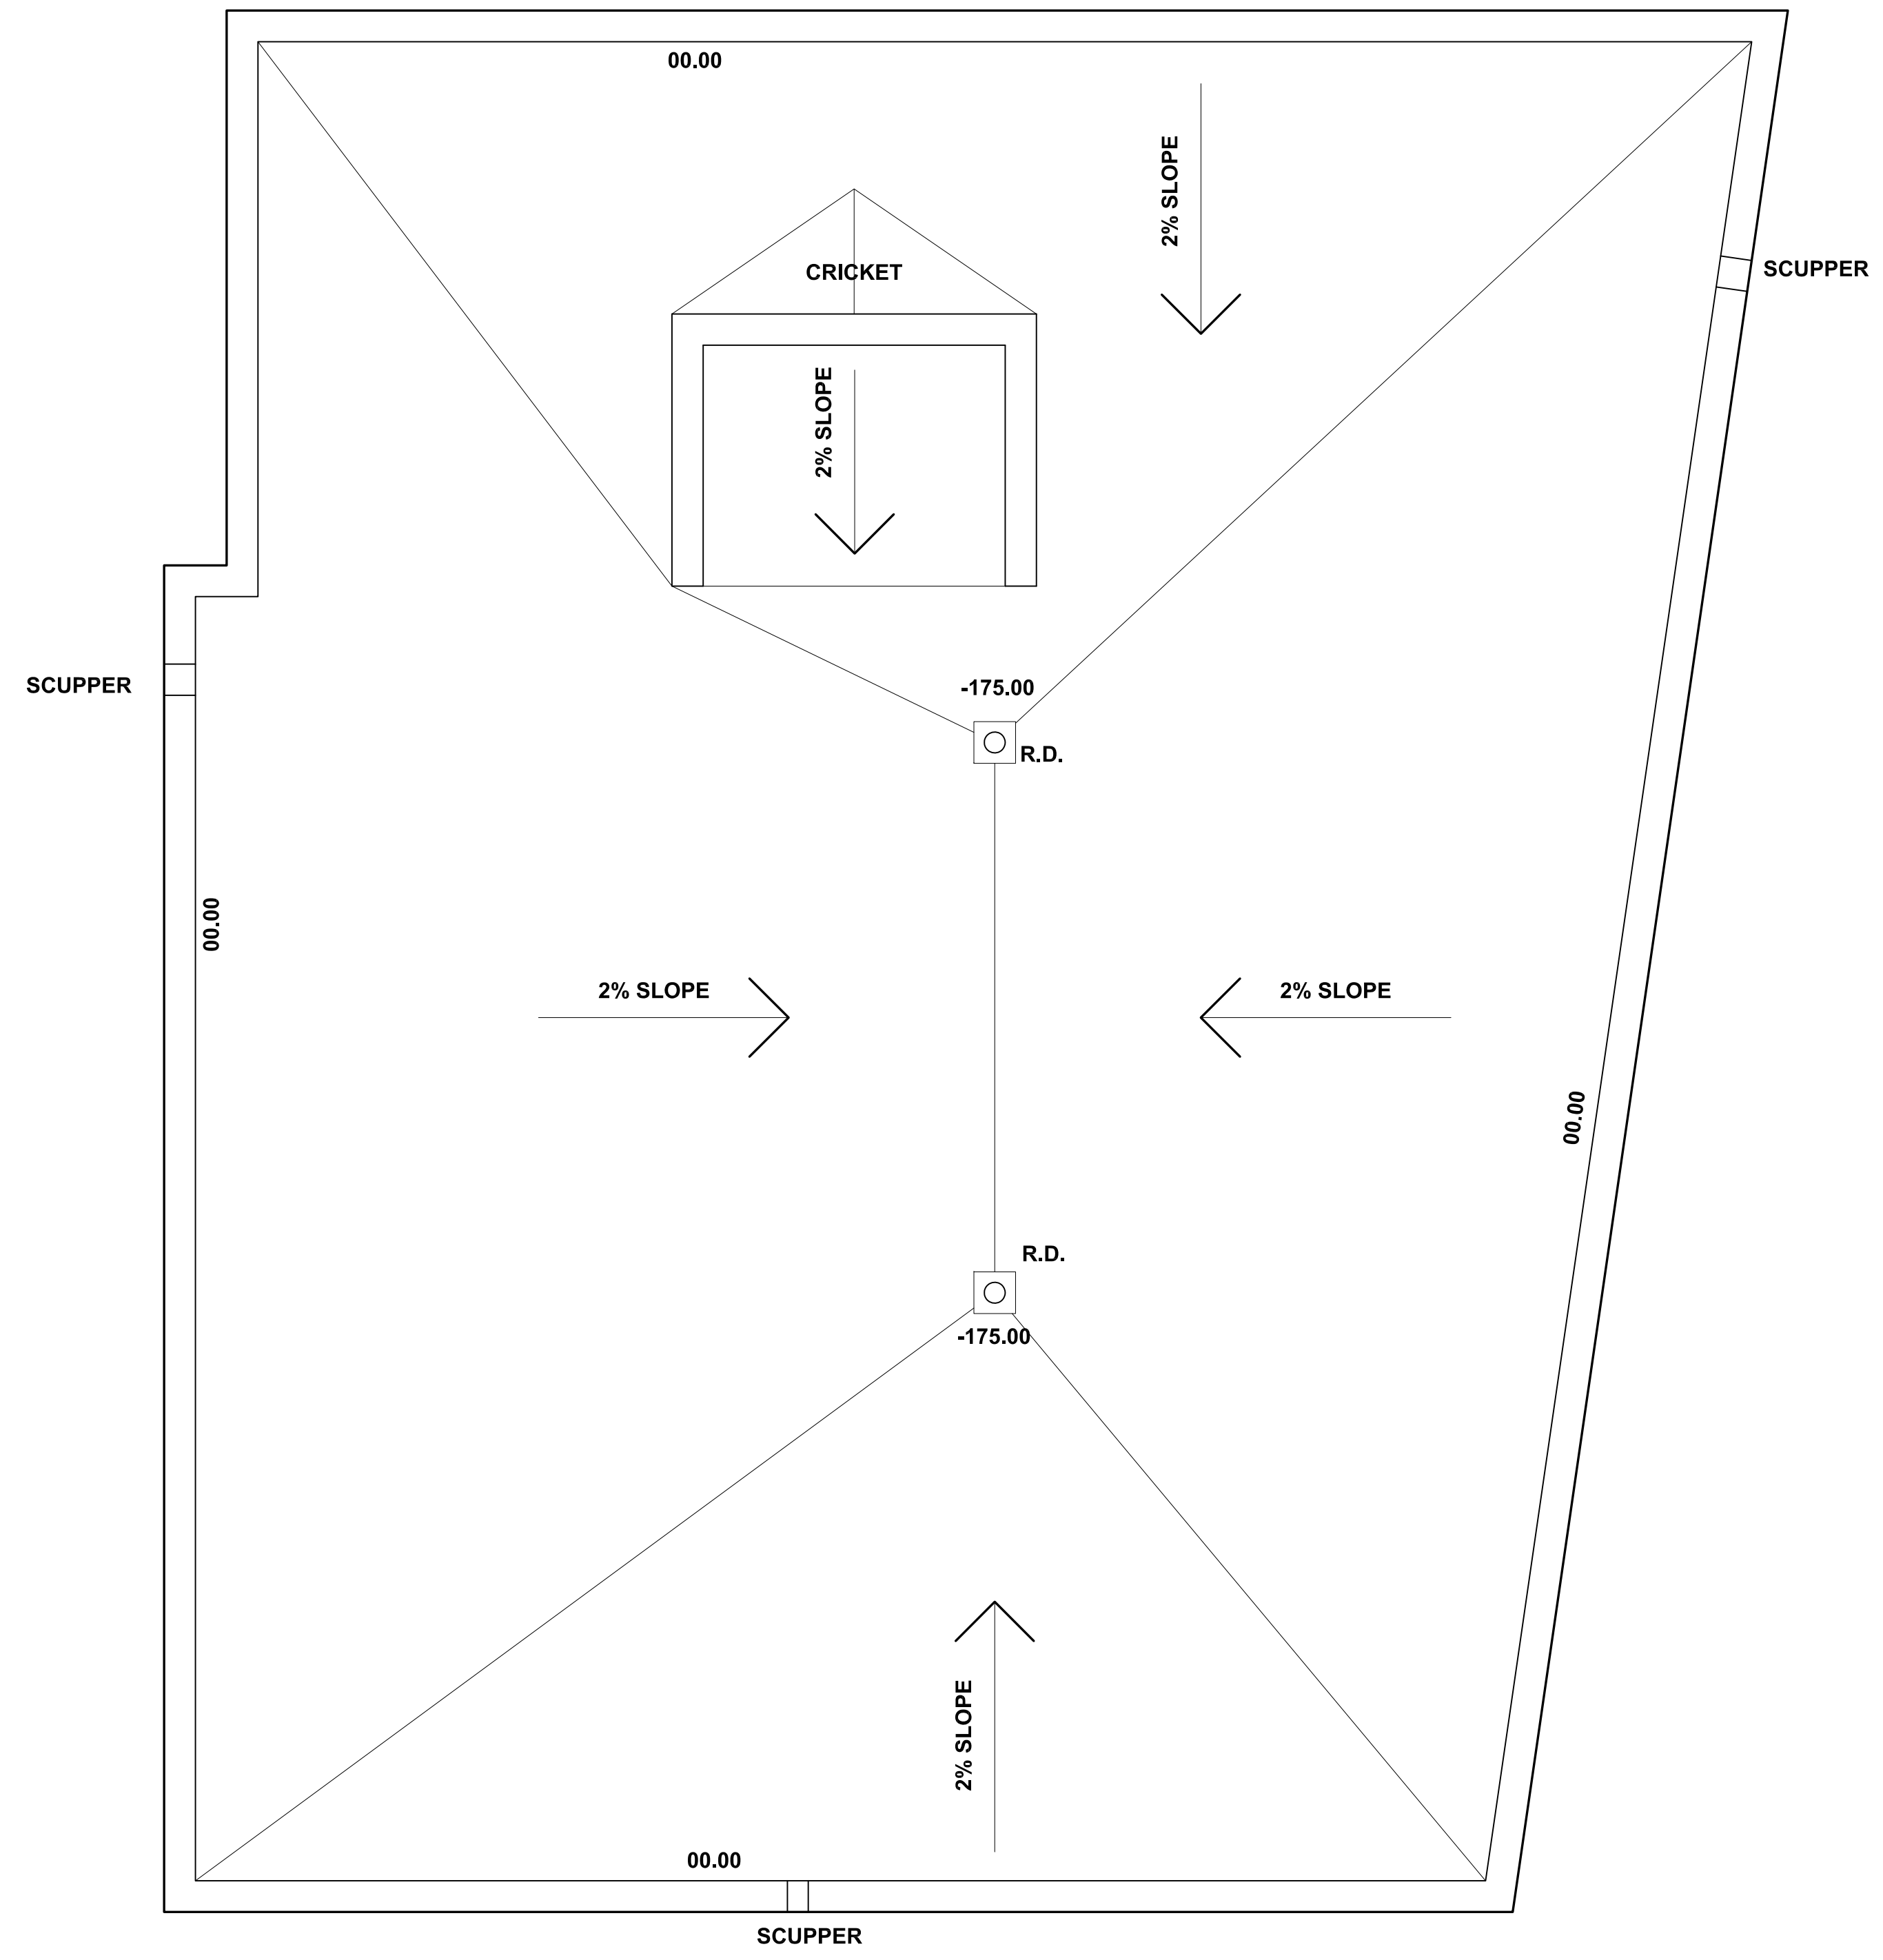 00.00
2% SLOPE
CRICKET
SCUPPER
2% SLOPE
SCUPPER
-175.00
R.D.
00.00
2% SLOPE
2% SLOPE
00.00
R.D.
-175.00
2% SLOPE
00.00
SCUPPER